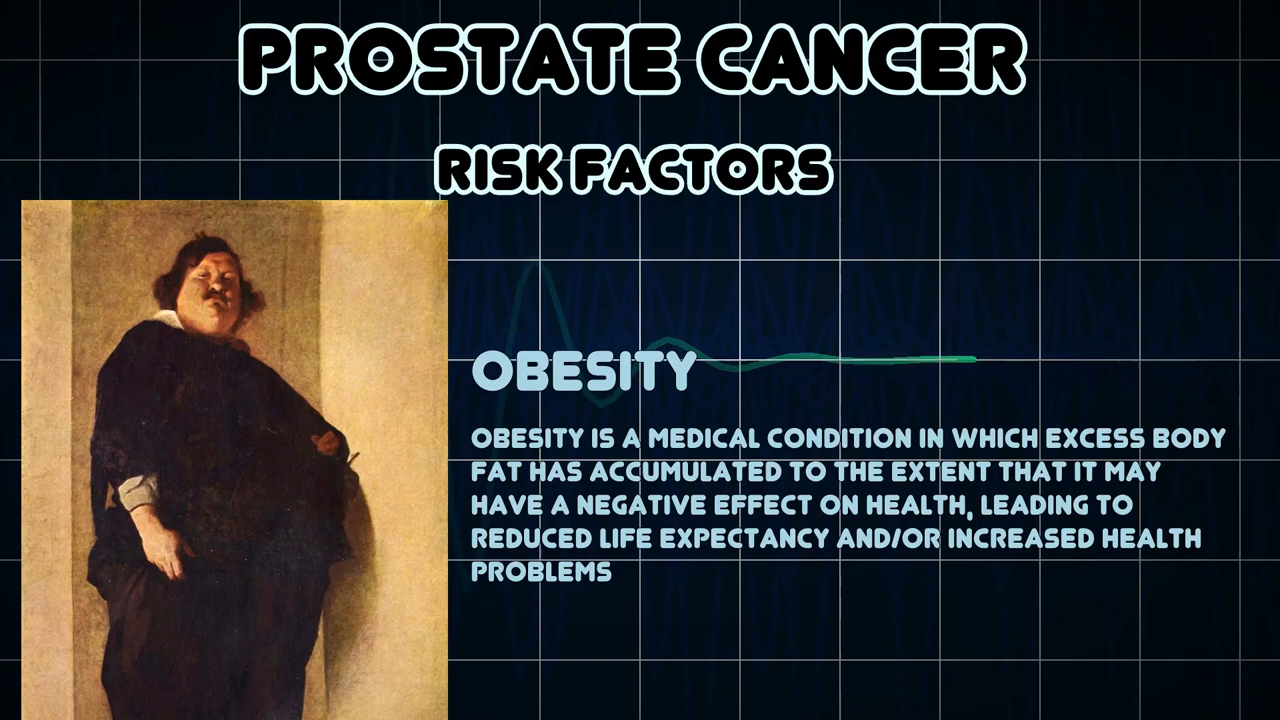 PROSTATE CANCER
RISK FACTORS
OBESITY
OBESITY IS A MEDICAL CONDITION IN WHICH EXCESS BODY
FAT HAS ACCUMULATED TO THE EXTENT THAT IT MAY
HAVE A NEGATIVE EFFECT ON HEALTH, LEADING TO
REDUCED LIFE EXPECTANCY AND/OR INCREASED HEALTH
PROBLEMS